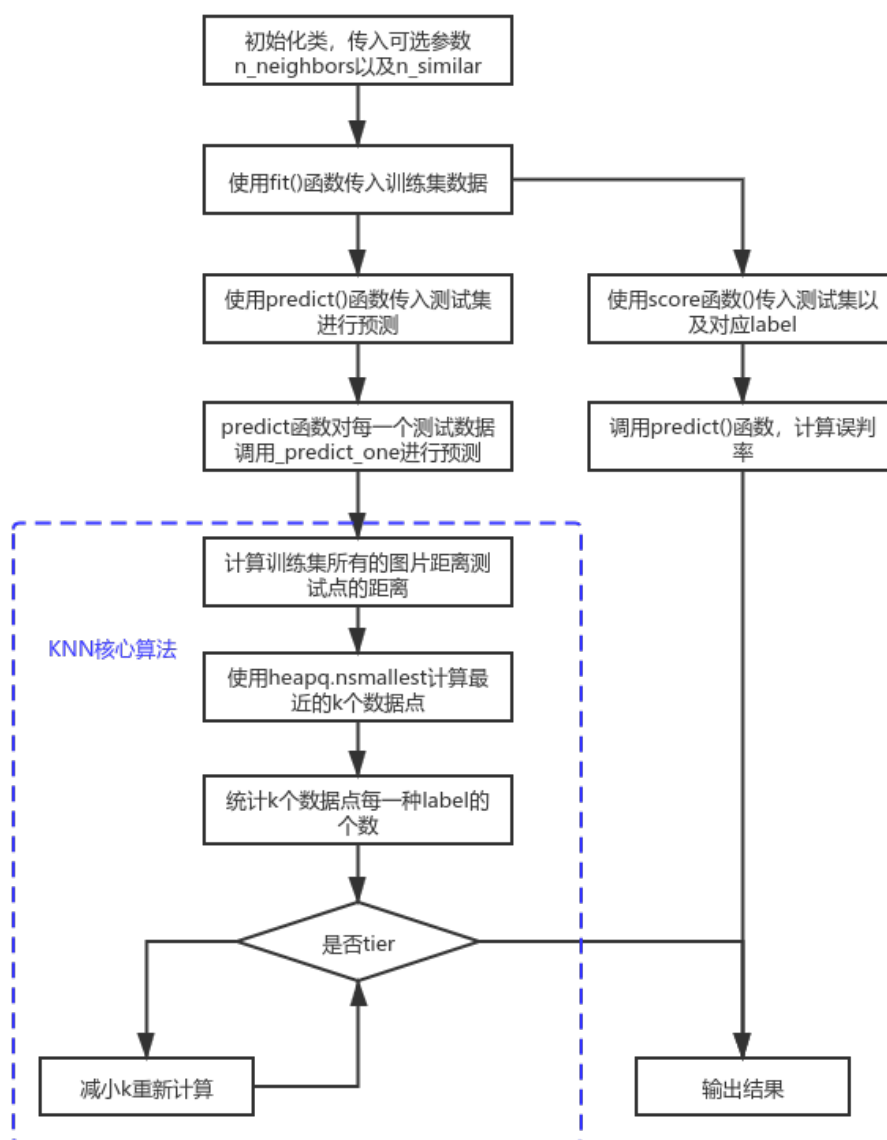 初始化类，传入可选参数
n_neighbors以及n_similar
使用fit()函数传入训练集数据
使用predict()函数传入测试集
进行预测
使用score函数()传入测试集以
及对应label
predict函数对每一个测试数据
调用_predict_one进行预测
调用predict()函数，计算误判
率
计算训练集所有的图片距离测
试点的距离
KNN核心算法
使用heapq.nsmallest计算最
近的k个数据点
统计k个数据点每一种label的
个数
是否tier
减小k重新计算
输出结果